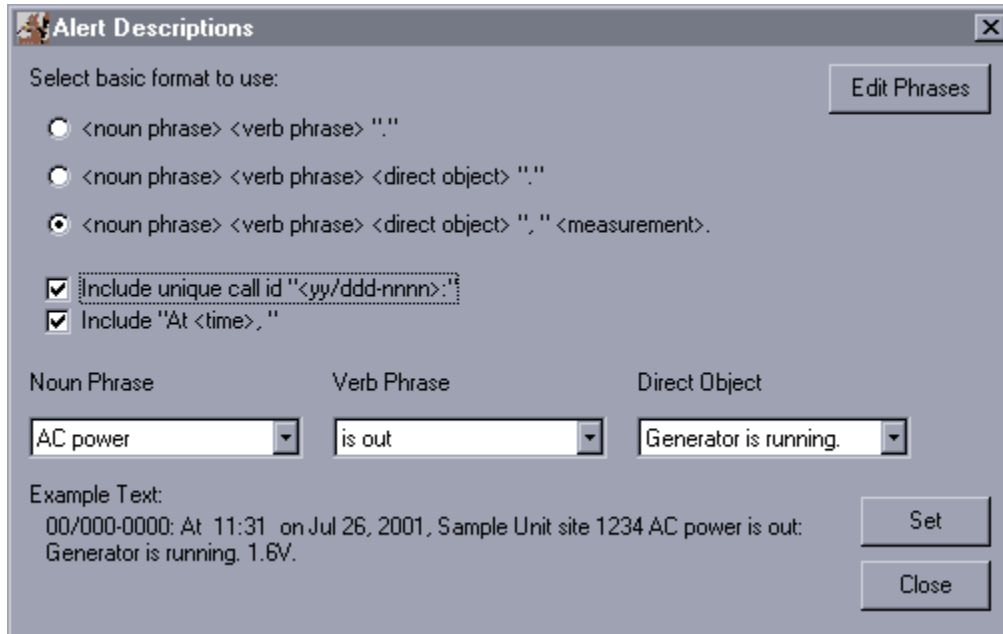 Alert Descriptions
Select basic format to use:
Edit Phrases
<noun phrase> <verb phrase> "."
<noun phrase> <verb phrase> <direct object> "."
<noun phrase> <verb phrase> <direct object> ", " <measurement>.
Include unique call id "<yy/ddd-nnnn>:"
Include "At <time>, "
Noun Phrase Verb Phrase Direct Object
AC power is out Generator is running.
Example Text:
00/000-0000: At 11:31 on Jul 26, 2001, Sample Unit site 1234 AC power is out:
Generator is running. 1.6V.
Set
Close